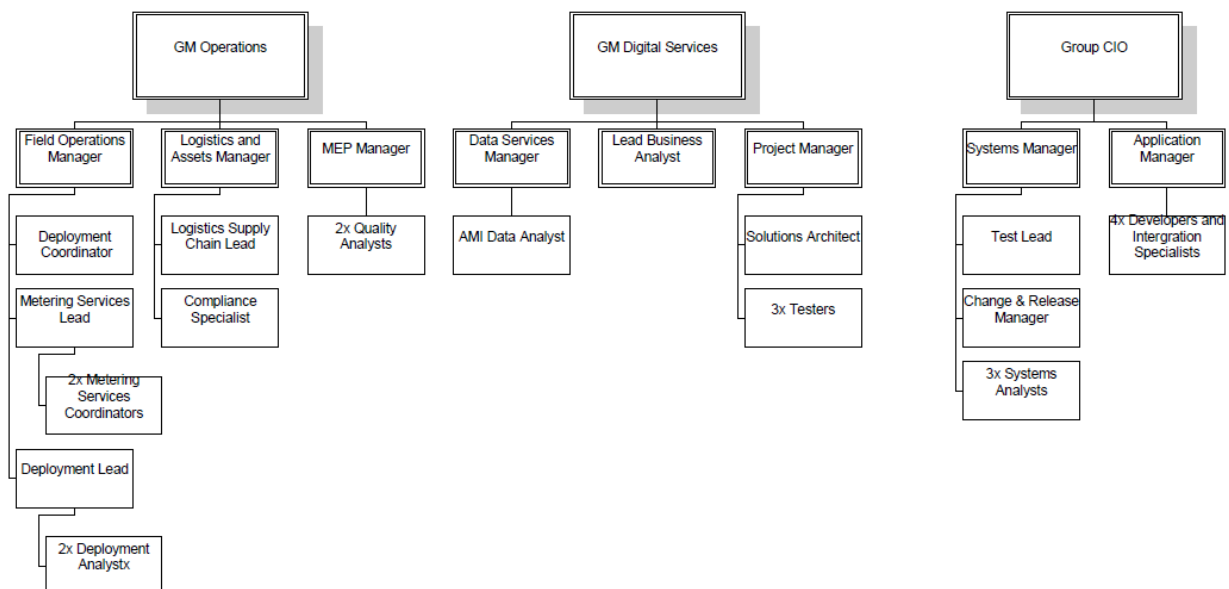 GM Operations
GM Digital Services
Group CIO
Field Operations
Manager
Logistics and
Assets Manager
MEP Manager
Data Services
Manager
Lead Business
Analyst
Project Manager
Systems Manager
Application
Manager
Deployment
Coordinator
Logistics Supply
Chain Lead
2x Quality
Analysts
AMI Data Analyst
Solutions Architect
Test Lead
4x Developers and
Intergration
Specialists
Metering Services
Lead
Compliance
Specialist
3x Testers
Change & Release
Manager
2x Metering
Services
Coordinators
3x Systems
Analysts
Deployment Lead
2x Deployment
Analystx